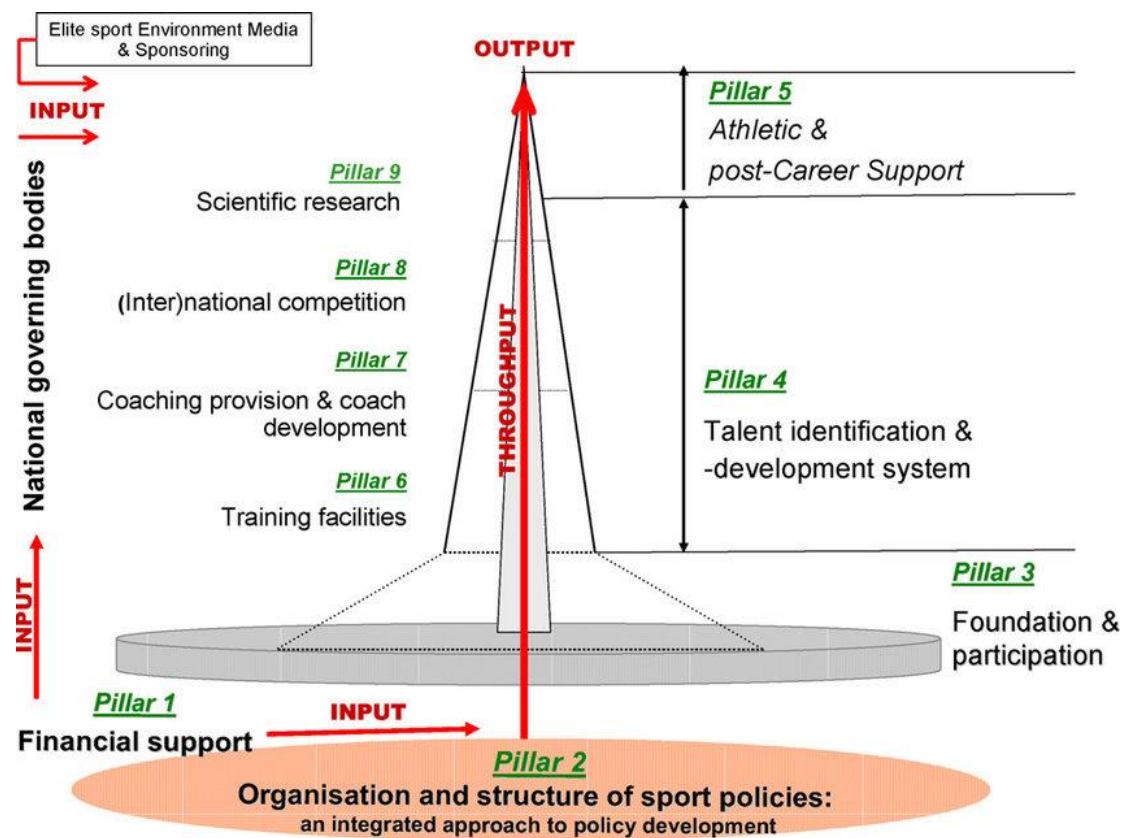 Elite sport Environment Media
& Sponsoring
INPUT
National governing bodies
INPUT
OUTPUT
THROUGHPUT
Pillar 9
Scientific research
Pillar 8
(Inter)national competition
Pillar 7
Coaching provision & coach
development
Pillar 6
Training facilities
Pillar 5
Athletic &
post-Career Support
Pillar 4
Talent identification &
-development system
Pillar 3
Foundation &
participation
Pillar 1
Financial support
INPUT
Pillar 2
Organisation and structure of sport policies:
an integrated approach to policy development